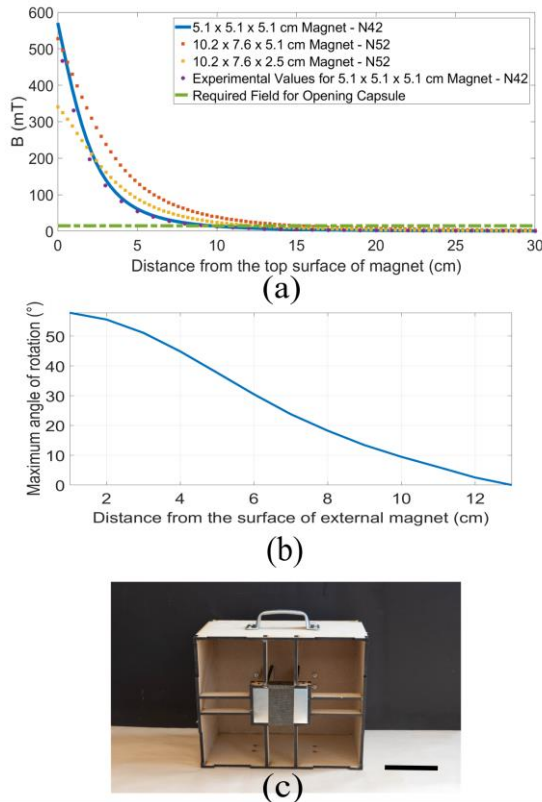 (a)
600
500
400
300
200
100
0
B (mT)
5.1 x 5.1 x 5.1 cm Magnet - N42
10.2 x 7.6 x 5.1 cm Magnet - N52
10.2 x 7.6 x 2.5 cm Magnet - N52
Experimental Values for 5.1 x 5.1 x 5.1 cm Magnet - N42
Required Field for Opening Capsule
0 5 10 15 20 25 30
Distance from the top surface of magnet (cm)
(a)
Maximum angle of rotation (°)
50
40
30
20
10
0
2 4 6 8 10 12
Distance from the surface of external magnet (cm)
(b)
(c)